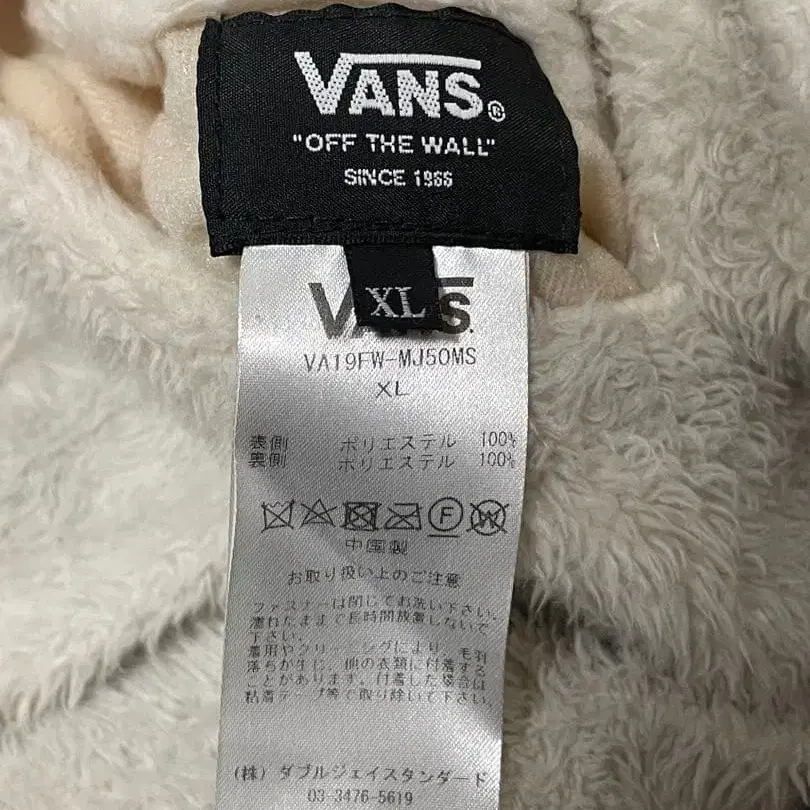 VANS®
"OFF THE WALL"
SINCE 1966
XL
VANS.
VA19FW-MJ50MS
XL
表側 ポリエステル 100%
裏側 ポリエステル 100%
F W
中国製
お取り扱い上のご注意
ファスナーは閉じてお洗い下さい。
濡れたままで長時間放置しないで
下さい。
着用やクリーニングにより、毛羽
落ちが生じ、他の衣類に付着する
ことがあります。付着した場合は
粘着テープ等で取り除いて下さい。
(株) ダブルジェイスタンダード
03-3476-5619